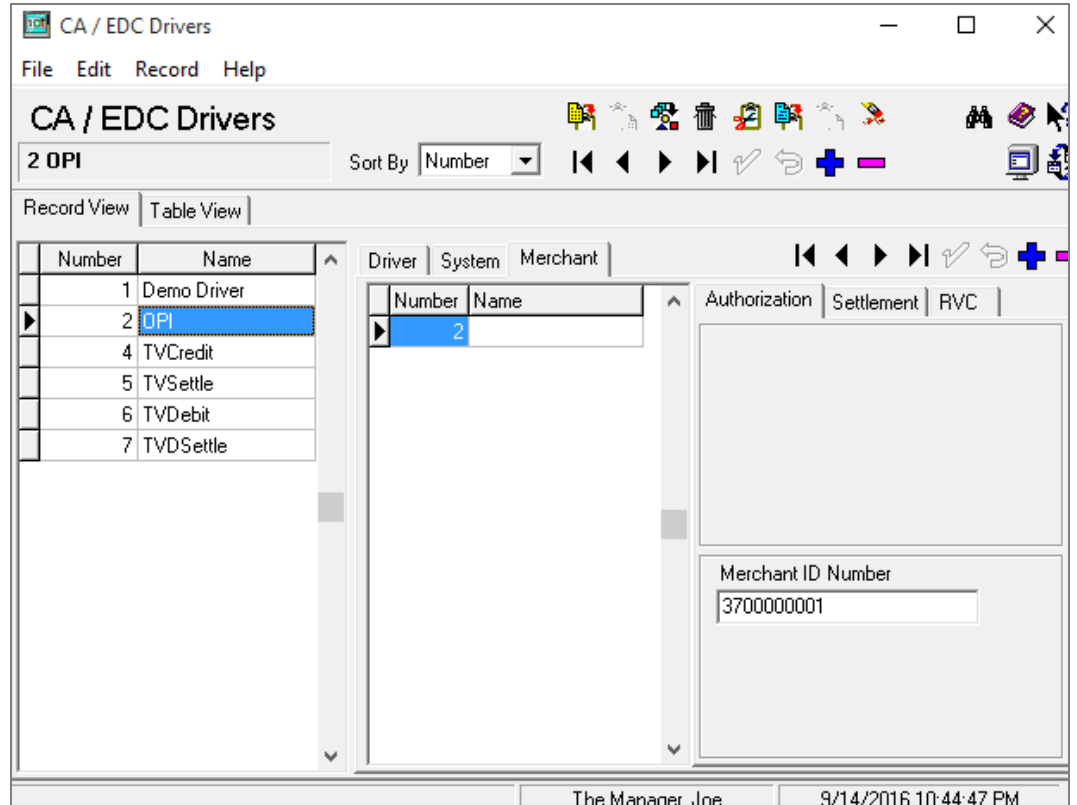 CA / EDC Drivers
File Edit Record Help
CA / EDC Drivers
2 OPI
Sort By Number
Record View Table View
Number Name
1 Demo Driver
2 OPI
4 TVCredit
5 TVSettle
6 TVDebit
7 TVDSettle
Driver System Merchant
Number Name
2
Authorization Settlement RVC
Merchant ID Number
3700000001
The Manager Joe 9/14/2016 10:44:47 PM